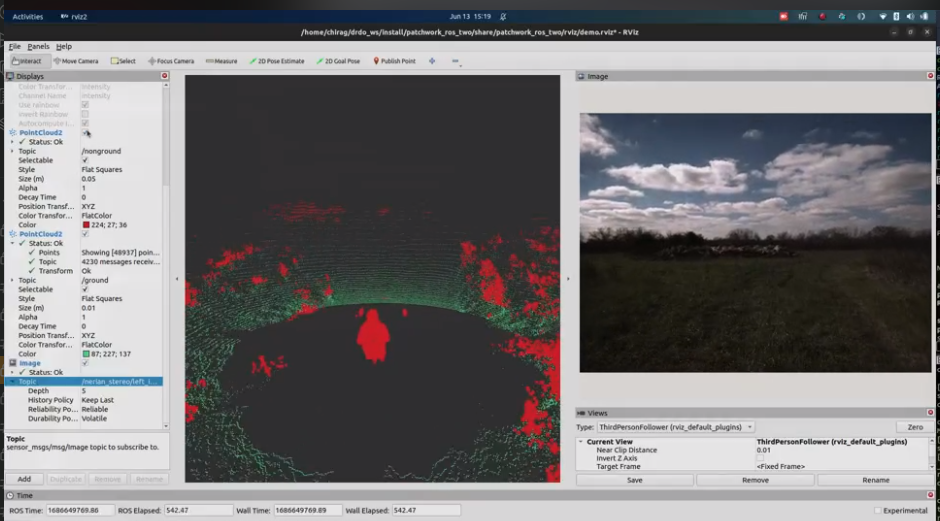 Activities rviz2 Jun 13 15:19
/home/chirag/drdo_ws/install/patchwork_ros_two/share/patchwork_ros_two/rviz/demo.rviz* - RViz
File Panels Help
Interact Move Camera Select Focus Camera Measure 2D Pose Estimate 2D Goal Pose Publish Point
Displays
Color Transfor... Intensity
Channel Name intensity
Use rainbow
Invert Rainbow
Autocompute I...
PointCloud2
Status: Ok
Topic /nonground
Selectable
Style Flat Squares
Size (m) 0.05
Alpha 1
Decay Time 0
Position Transf... XYZ
Color Transfor... FlatColor
Color 224; 27; 36
PointCloud2
Status: Ok
Points Showing [48937] poin...
Topic 4230 messages receiv...
Transform Ok
Topic /ground
Selectable
Style Flat Squares
Size (m) 0.01
Alpha 1
Decay Time 0
Position Transf... XYZ
Color Transfor... FlatColor
Color 87; 227; 137
Image
Status: Ok
Topic /nerian_stereo/left_i...
Depth 5
History Policy Keep Last
Reliability Po... Reliable
Durability Po... Volatile
Topic
sensor_msgs/msg/Image topic to subscribe to.
Add Duplicate Remove Rename
Image
Views
Type: ThirdPersonFollower (rviz_default_plugins) Zero
Current View ThirdPersonFollower (rviz_default_plugins)
Near Clip Distance 0.01
Invert Z Axis
Target Frame <Fixed Frame>
Save Remove Rename
Time
ROS Time: 1686649769.86 ROS Elapsed: 542.47 Wall Time: 1686649769.89 Wall Elapsed: 542.47 Experimental